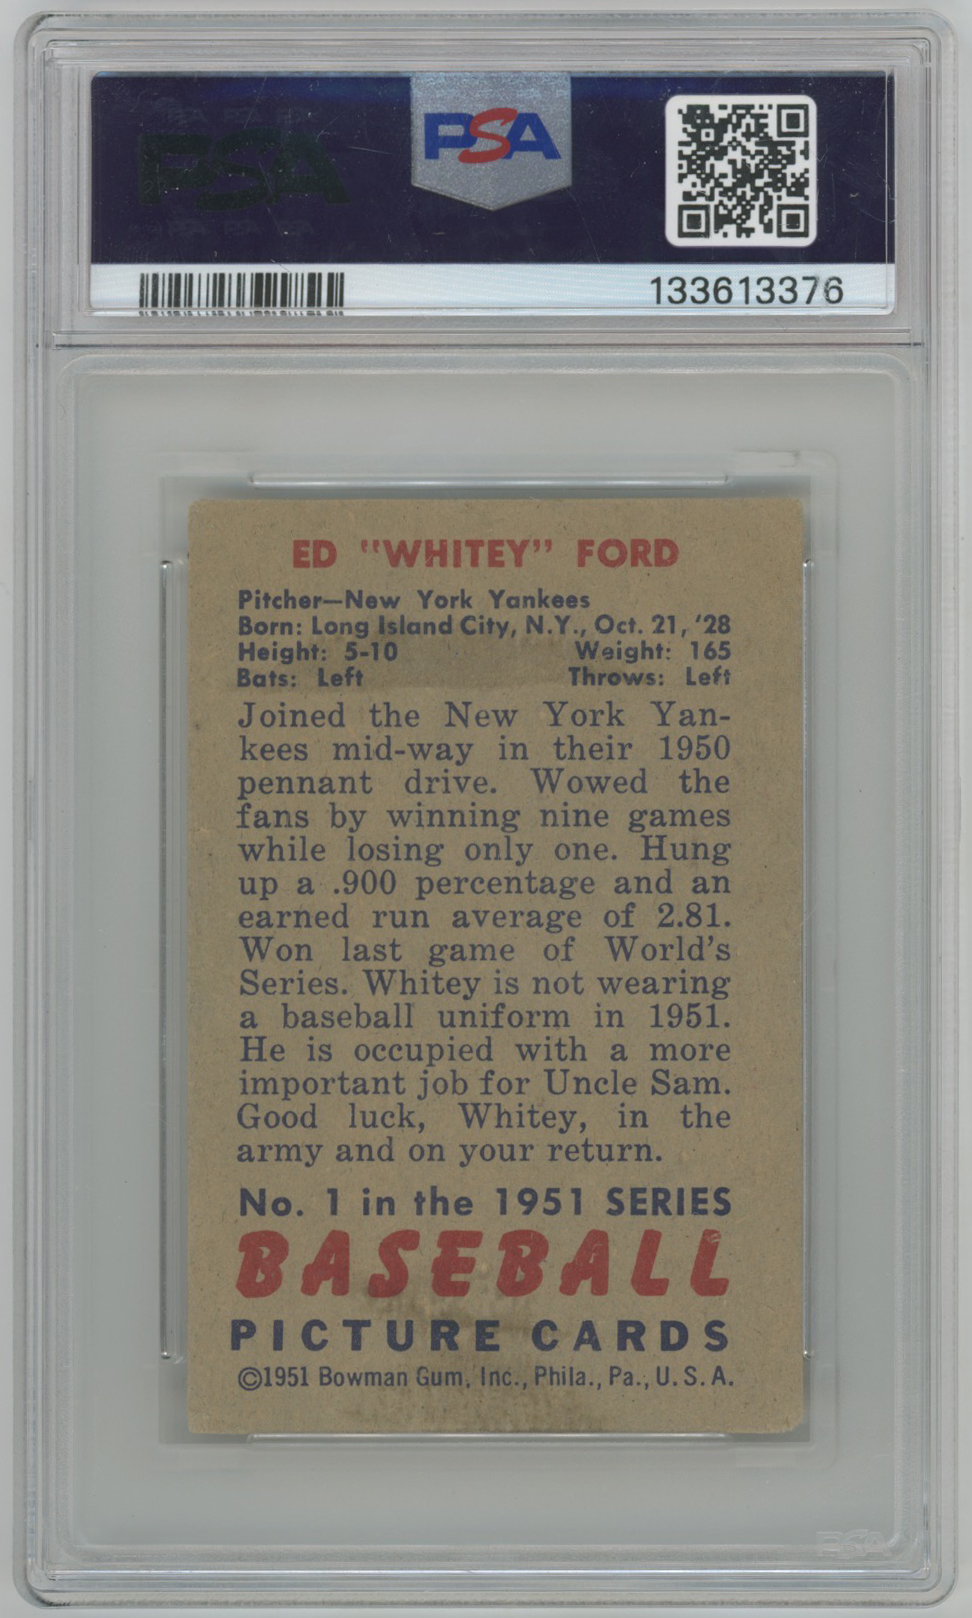 PSA
PSA
133613376
ED "WHITEY" FORD
Pitcher—New York Yankees
Born: Long Island City, N.Y., Oct. 21, '28
Height: 5-10 Weight: 165
Bats: Left Throws: Left
Joined the New York Yan-
kees mid-way in their 1950
pennant drive. Wowed the
fans by winning nine games
while losing only one. Hung
up a .900 percentage and an
earned run average of 2.81.
Won last game of World's
Series. Whitey is not wearing
a baseball uniform in 1951.
He is occupied with a more
important job for Uncle Sam.
Good luck, Whitey, in the
army and on your return.
No. 1 in the 1951 SERIES
BASEBALL
PICTURE CARDS
©1951 Bowman Gum, Inc., Phila., Pa., U.S.A.
PSA